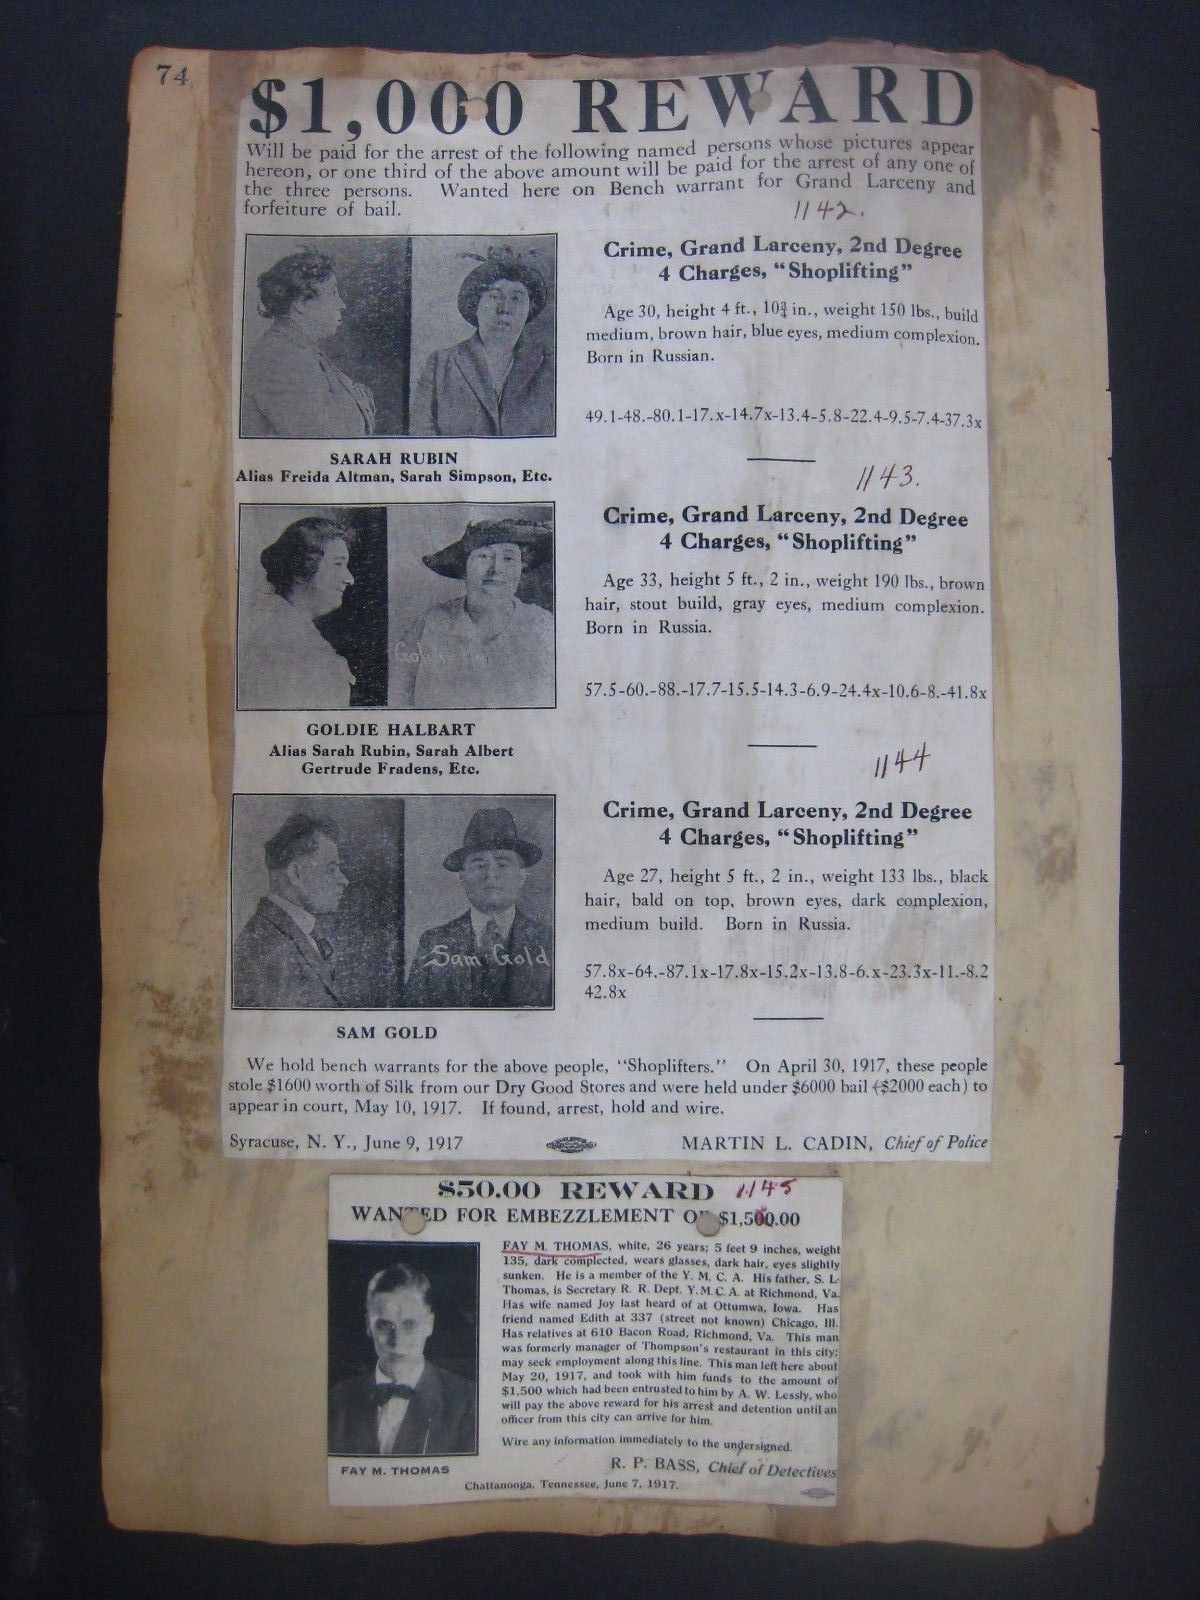 74
$1,000 REWARD
Will be paid for the arrest of the following named persons whose pictures appear
hereon, or one third of the above amount will be paid for the arrest of any one of
the three persons. Wanted here on Bench warrant for Grand Larceny and
forfeiture of bail.
1142.
Crime, Grand Larceny, 2nd Degree
4 Charges, "Shoplifting"
Age 30, height 4 ft., 10¾ in., weight 150 lbs., build
medium, brown hair, blue eyes, medium complexion.
Born in Russian.
49.1-48.-80.1-17.x-14.7x-13.4-5.8-22.4-9.5-7.4-37.3x
SARAH RUBIN
Alias Freida Altman, Sarah Simpson, Etc.
1143.
Crime, Grand Larceny, 2nd Degree
4 Charges, "Shoplifting"
Age 33, height 5 ft., 2 in., weight 190 lbs., brown
hair, stout build, gray eyes, medium complexion.
Born in Russia.
57.5-60.-88.-17.7-15.5-14.3-6.9-24.4x-10.6-8.-41.8x
GOLDIE HALBART
Alias Sarah Rubin, Sarah Albert
Gertrude Fradens, Etc.
1144
Crime, Grand Larceny, 2nd Degree
4 Charges, "Shoplifting"
Age 27, height 5 ft., 2 in., weight 133 lbs., black
hair, bald on top, brown eyes, dark complexion,
medium build. Born in Russia.
57.8x-64.-87.1x-17.8x-15.2x-13.8-6.x-23.3x-11.-8.2
42.8x
Sam Gold
SAM GOLD
We hold bench warrants for the above people, "Shoplifters." On April 30, 1917, these people
stole $1600 worth of Silk from our Dry Good Stores and were held under $6000 bail ($2000 each) to
appear in court, May 10, 1917. If found, arrest, hold and wire.
Syracuse, N. Y., June 9, 1917 MARTIN L. CADIN, Chief of Police
$50.00 REWARD 1145
WANTED FOR EMBEZZLEMENT OF $1,500.00
FAY M. THOMAS, white, 26 years; 5 feet 9 inches, weight
135, dark complected, wears glasses, dark hair, eyes slightly
sunken. He is a member of the Y. M. C. A. His father, S. L.
Thomas, is Secretary R. R. Dept. Y. M. C. A. at Richmond, Va.
Has wife named Joy last heard of at Ottumwa, Iowa. Has
friend named Edith at 337 (street not known) Chicago, Ill.
Has relatives at 610 Bacon Road, Richmond, Va. This man
was formerly manager of Thompson's restaurant in this city;
may seek employment along this line. This man left here about
May 20, 1917, and took with him funds to the amount of
$1,500 which had been entrusted to him by A. W. Lessly, who
will pay the above reward for his arrest and detention until an
officer from this city can arrive for him.
Wire any information immediately to the undersigned.
R. P. BASS, Chief of Detectives
FAY M. THOMAS
Chattanooga, Tennessee, June 7, 1917.